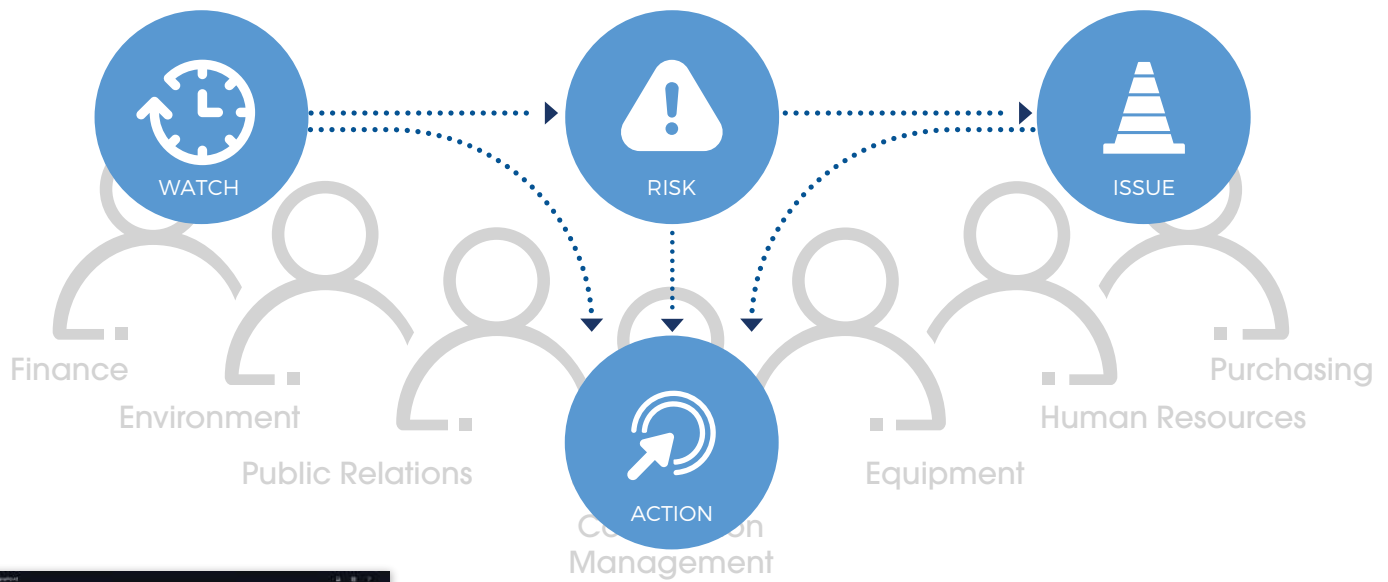 WATCH
RISK
ISSUE
Finance
Purchasing
Environment
Human Resources
Public Relations
Equipment
ACTION
Management